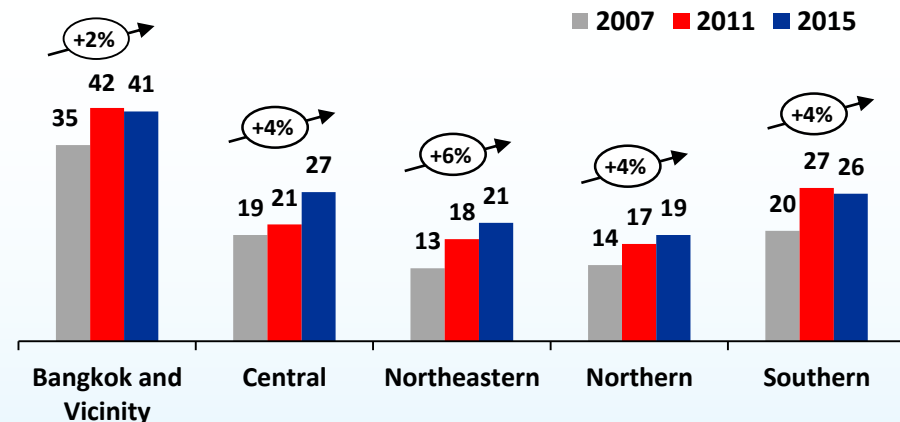 2007 2011 2015
+2%
35 42 41
+4%
19 21 27
+6%
13 18 21
+4%
14 17 19
+4%
20 27 26
Bangkok and
Vicinity
Central
Northeastern
Northern
Southern